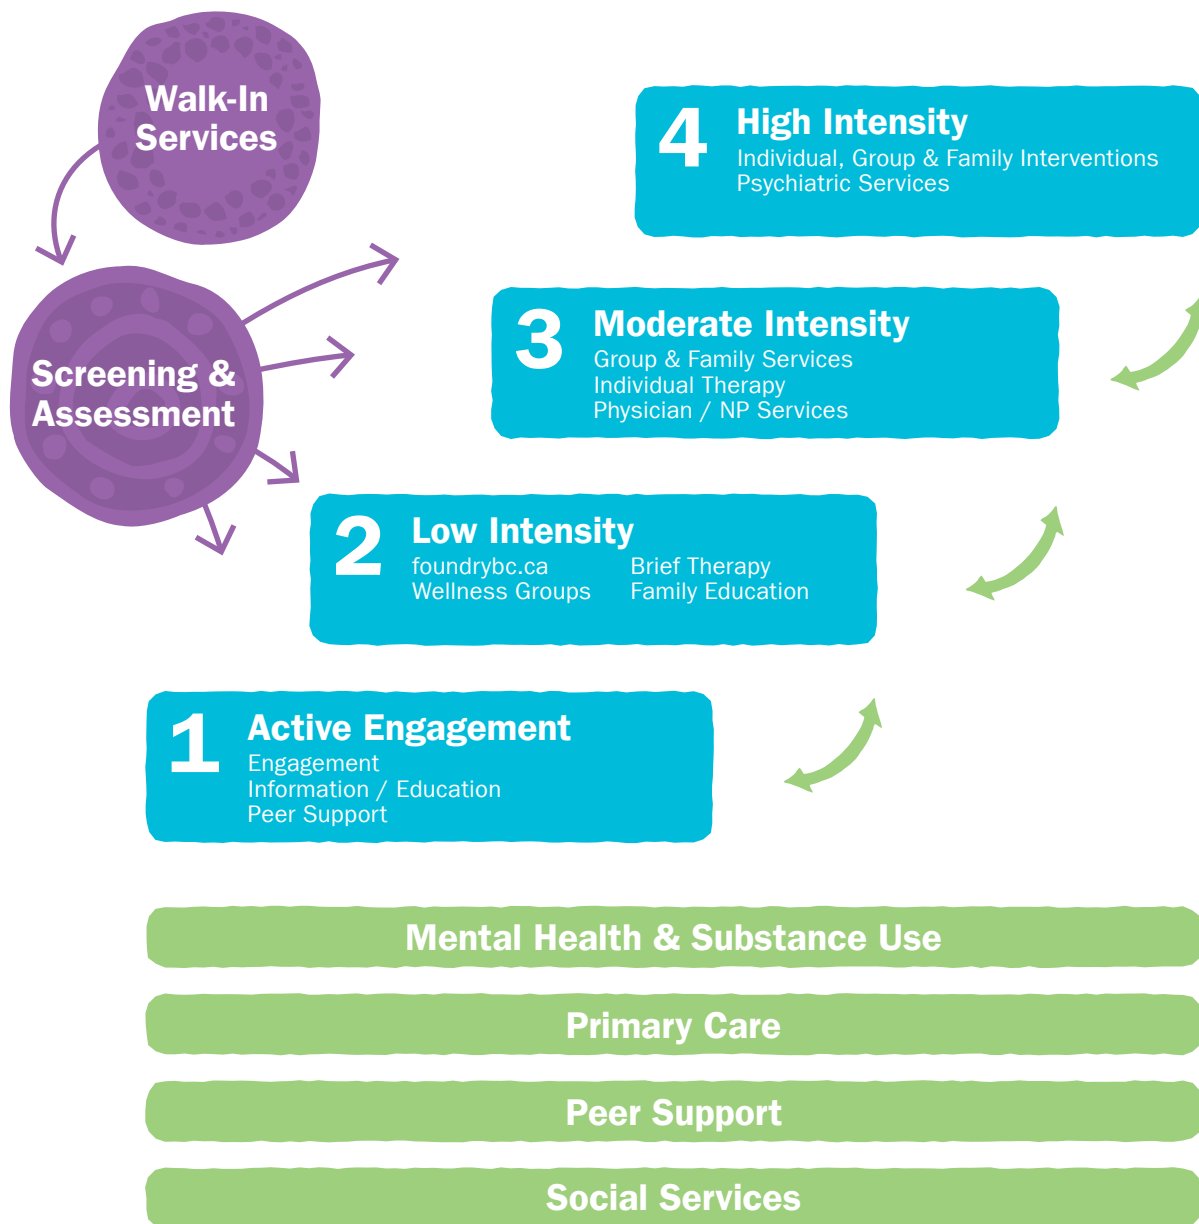 Walk-In
Services
Screening &
Assessment
4
High Intensity
Individual, Group & Family Interventions
Psychiatric Services
3
Moderate Intensity
Group & Family Services
Individual Therapy
Physician / NP Services
2
Low Intensity
foundrybc.ca
Wellness Groups
Brief Therapy
Family Education
1
Active Engagement
Engagement
Information / Education
Peer Support
Mental Health & Substance Use
Primary Care
Peer Support
Social Services